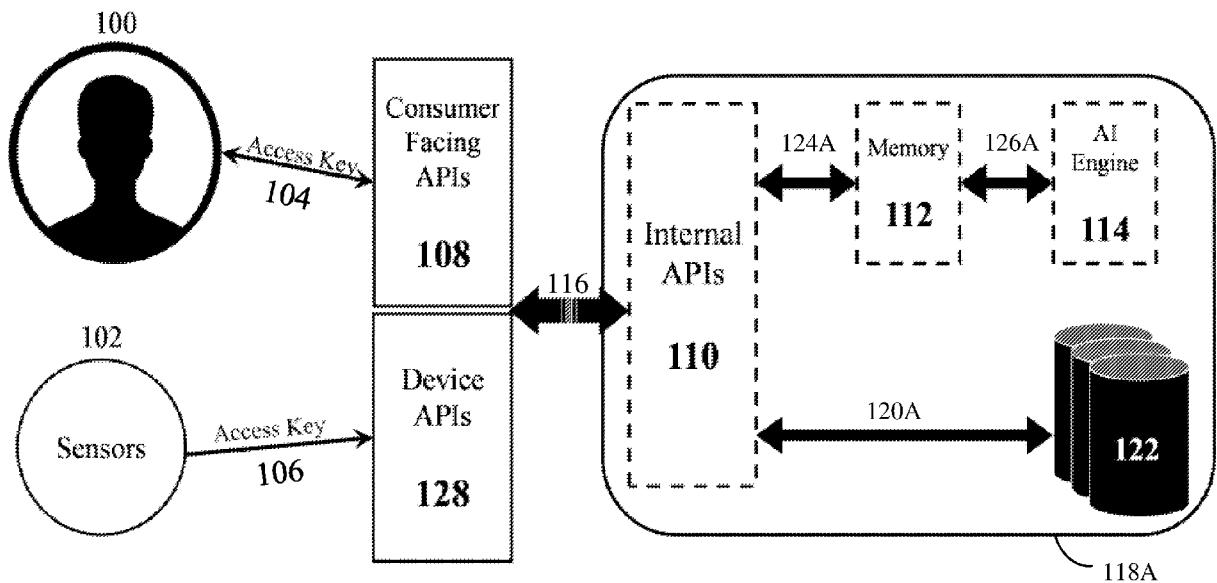 100
Access Key
104
Consumer
Facing
APIs
108
102
Sensors
Access Key
106
Device
APIs
128
116
Internal
APIs
110
124A
Memory
112
126A
AI
Engine
114
120A
122
118A